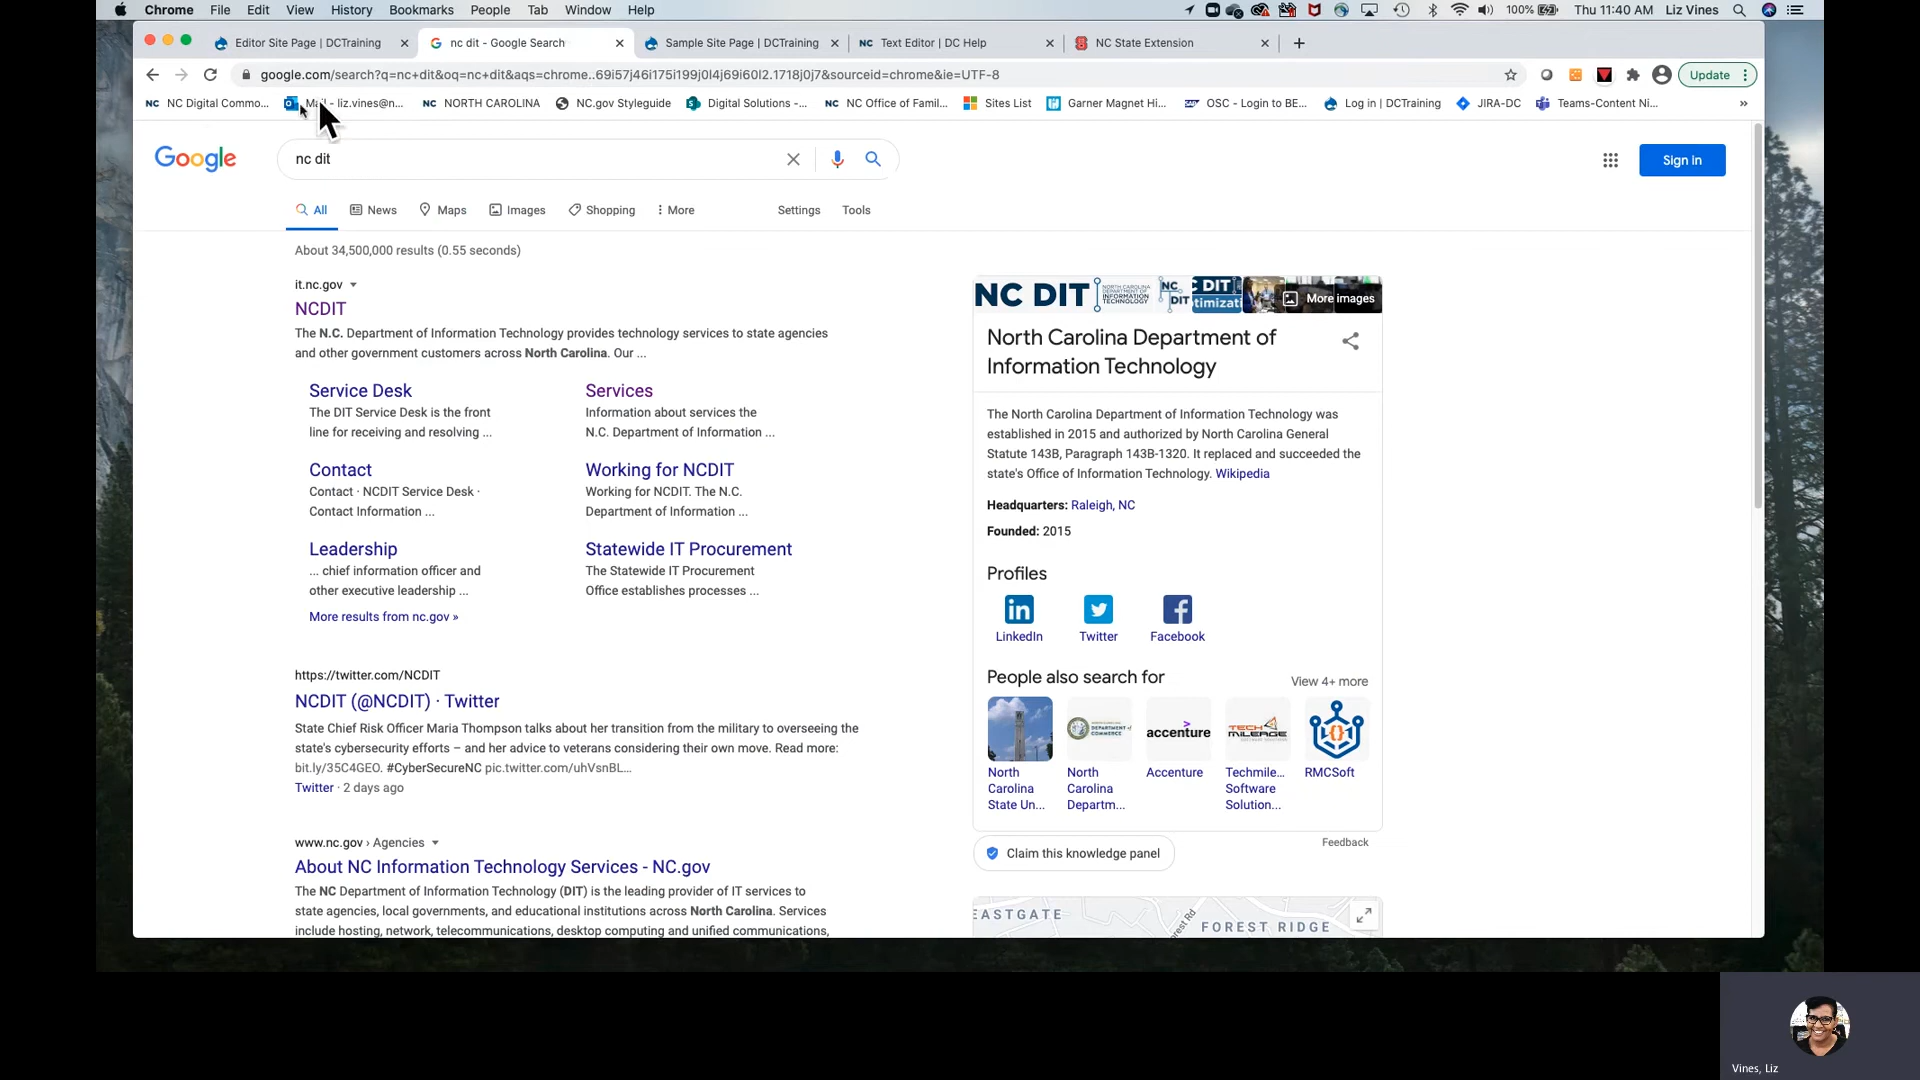 Chrome File Edit View History Bookmarks People Tab Window Help 100% Thu 11:40 AM Liz Vines
Editor Site Page | DCTraining nc dit - Google Search Sample Site Page | DCTraining NC Text Editor | DC Help NC State Extension
google.com/search?q=nc+dit&oq=nc+dit&aqs=chrome..69i57j46i175i199j0l4j69i60l2.1718j0j7&sourceid=chrome&ie=UTF-8 Update
NC NC Digital Commo... Mail - liz.vines@n... NC NORTH CAROLINA NC.gov Styleguide Digital Solutions -... NC NC Office of Famil... Sites List Garner Magnet Hi... OSC - Login to BE... Log in | DCTraining JIRA-DC Teams-Content Ni... »
Google nc dit Sign in
All News Maps Images Shopping More Settings Tools
About 34,500,000 results (0.55 seconds)
it.nc.gov
NCDIT
The N.C. Department of Information Technology provides technology services to state agencies
and other government customers across North Carolina. Our ...
Service Desk
The DIT Service Desk is the front
line for receiving and resolving ...
Services
Information about services the
N.C. Department of Information ...
Contact
Contact · NCDIT Service Desk ·
Contact Information ...
Working for NCDIT
Working for NCDIT. The N.C.
Department of Information ...
Leadership
... chief information officer and
other executive leadership ...
Statewide IT Procurement
The Statewide IT Procurement
Office establishes processes ...
More results from nc.gov »
https://twitter.com/NCDIT
NCDIT (@NCDIT) · Twitter
State Chief Risk Officer Maria Thompson talks about her transition from the military to overseeing the
state's cybersecurity efforts – and her advice to veterans considering their own move. Read more:
bit.ly/35C4GEO. #CyberSecureNC pic.twitter.com/uhVsnBL...
Twitter · 2 days ago
www.nc.gov › Agencies
About NC Information Technology Services - NC.gov
The NC Department of Information Technology (DIT) is the leading provider of IT services to
state agencies, local governments, and educational institutions across North Carolina. Services
include hosting, network, telecommunications, desktop computing and unified communications,
NC DIT NORTH CAROLINA DEPARTMENT OF INFORMATION TECHNOLOGY NC DIT C DIT timizati More images
North Carolina Department of
Information Technology
The North Carolina Department of Information Technology was
established in 2015 and authorized by North Carolina General
Statute 143B, Paragraph 143B-1320. It replaced and succeeded the
state's Office of Information Technology. Wikipedia
Headquarters: Raleigh, NC
Founded: 2015
Profiles
LinkedIn Twitter Facebook
People also search for View 4+ more
accenture TECH MILEAGE
North
Carolina
State Un...
North
Carolina
Departm...
Accenture
Techmile...
Software
Solution...
RMCSoft
Feedback
Claim this knowledge panel
EASTGATE
FOREST RIDGE
Vines, Liz